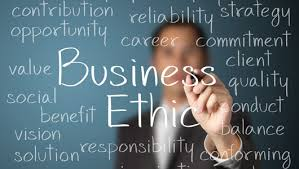 contribution reliability strategy
opportunity
career commitment
value Business client
quality
social Ethic conduct
benefit balance
vision
solution responsibility conforming